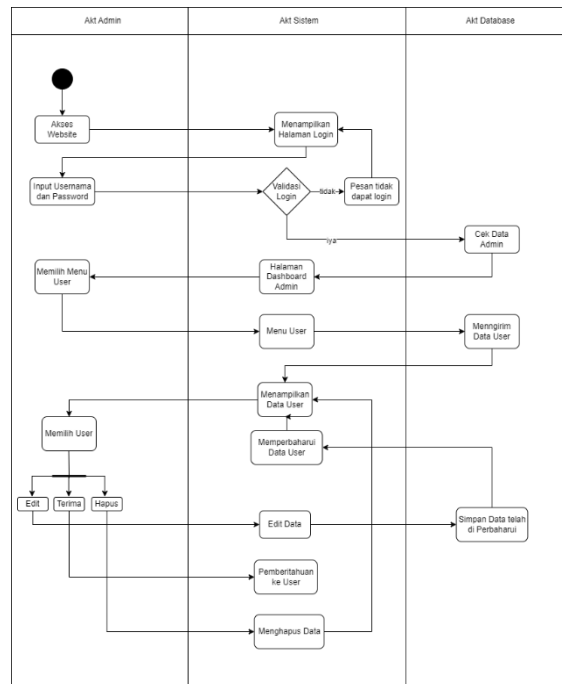 Akt Admin
Akt Sistem
Akt Database
Akses
Website
Menampilkan
Halaman Login
Input Usernama
dan Password
Validasi
Login
tidak
Pesan tidak
dapat login
iya
Cek Data
Admin
Memilih Menu
User
Halaman
Dashboard
Admin
Menu User
Menngirim
Data User
Menampilkan
Data User
Memilih User
Memperbaharui
Data User
Edit
Terima
Hapus
Edit Data
Simpan Data telah
di Perbaharui
Pemberitahuan
ke User
Menghapus Data